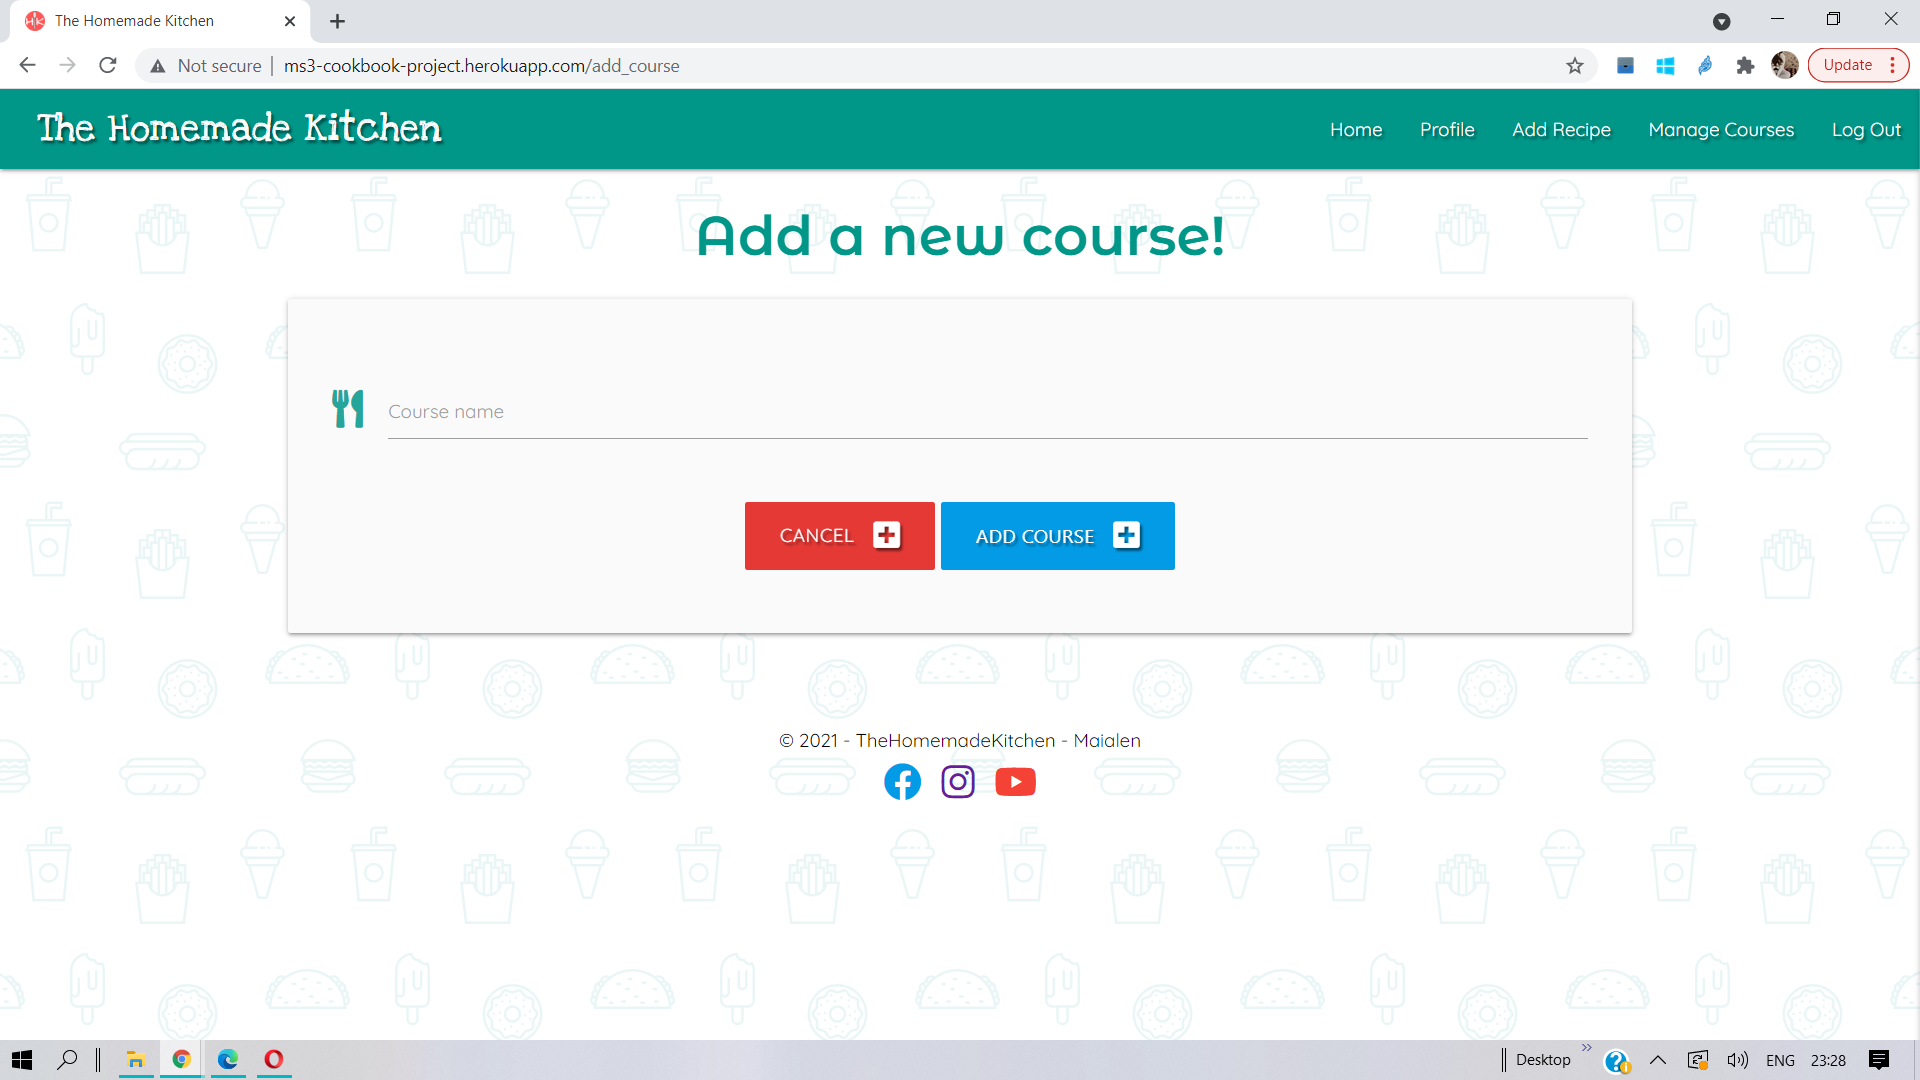 The Homemade Kitchen
Not secure
ms3-cookbook-project.herokuapp.com/add_course
Update
The Homemade Kitchen
Home
Profile
Add Recipe
Manage Courses
Log Out
Add a new course!
Course name
CANCEL
ADD COURSE
© 2021 - TheHomemadeKitchen - Maialen
Desktop
ENG
23:28